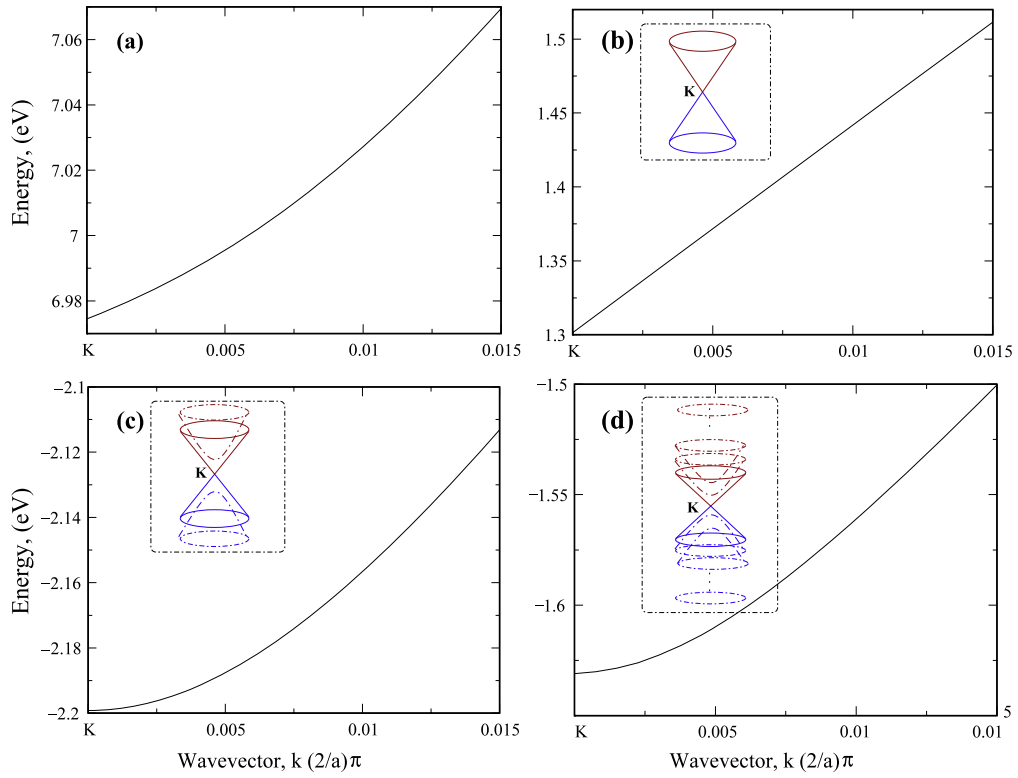 (a)
7.06
7.04
7.02
7
6.98
Energy, (eV)
K
0.005
0.01
0.015
(b)
K
1.5
1.45
1.4
1.35
1.3
K
0.005
0.01
0.015
(c)
K
−2.1
−2.12
−2.14
−2.16
−2.18
−2.2
Energy, (eV)
K
0.005
0.01
0.015
Wavevector, k (2/a)π
(d)
K
−1.5
−1.55
−1.6
K
0.005
0.01
0.01
5
Wavevector, k (2/a)π